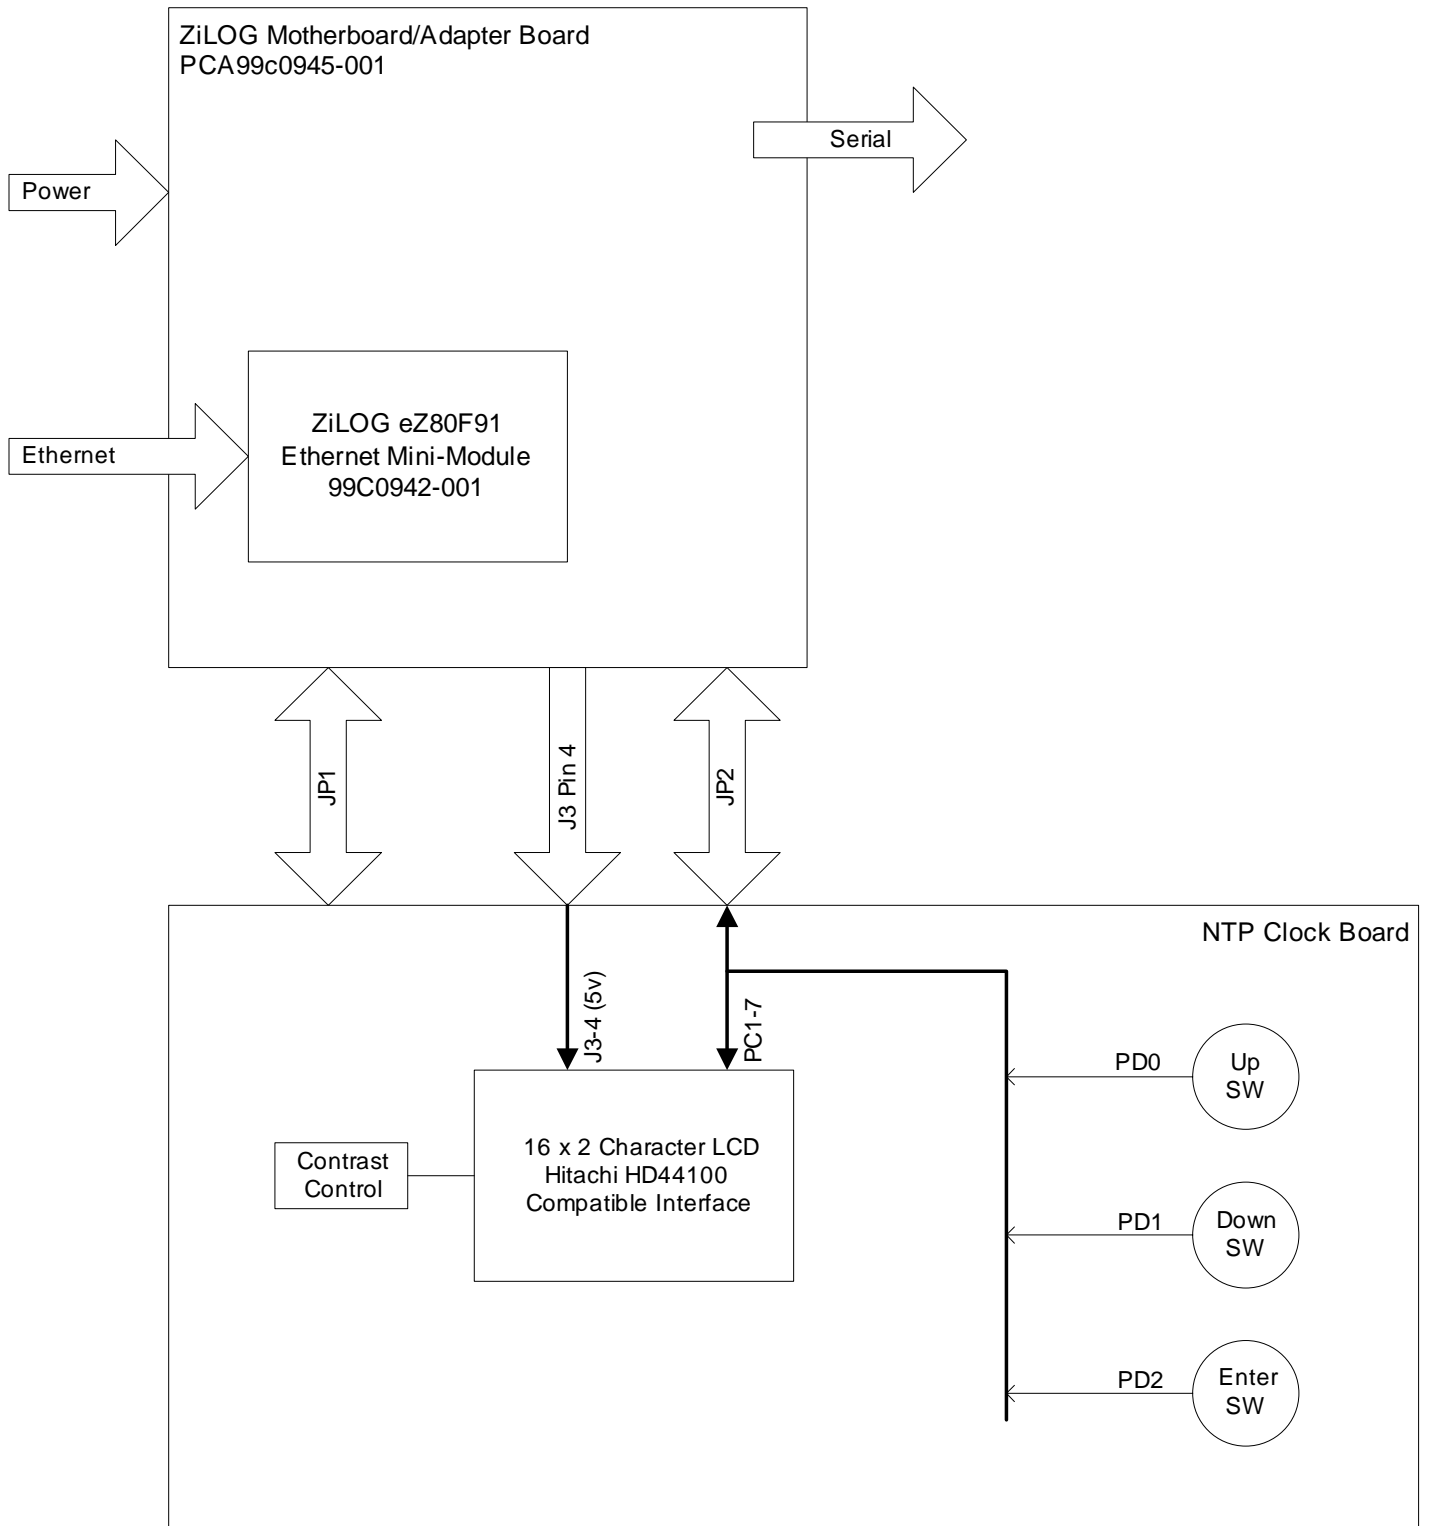 ZiLOG Motherboard/Adapter Board
PCA99c0945-001
Serial
Power
ZiLOG eZ80F91
Ethernet Mini-Module
99C0942-001
Ethernet
JP1
J3 Pin 4
JP2
NTP Clock Board
J3-4 (5v)
PC1-7
PD0
Up
SW
16 x 2 Character LCD
Hitachi HD44100
Compatible Interface
Contrast
Control
PD1
Down
SW
PD2
Enter
SW